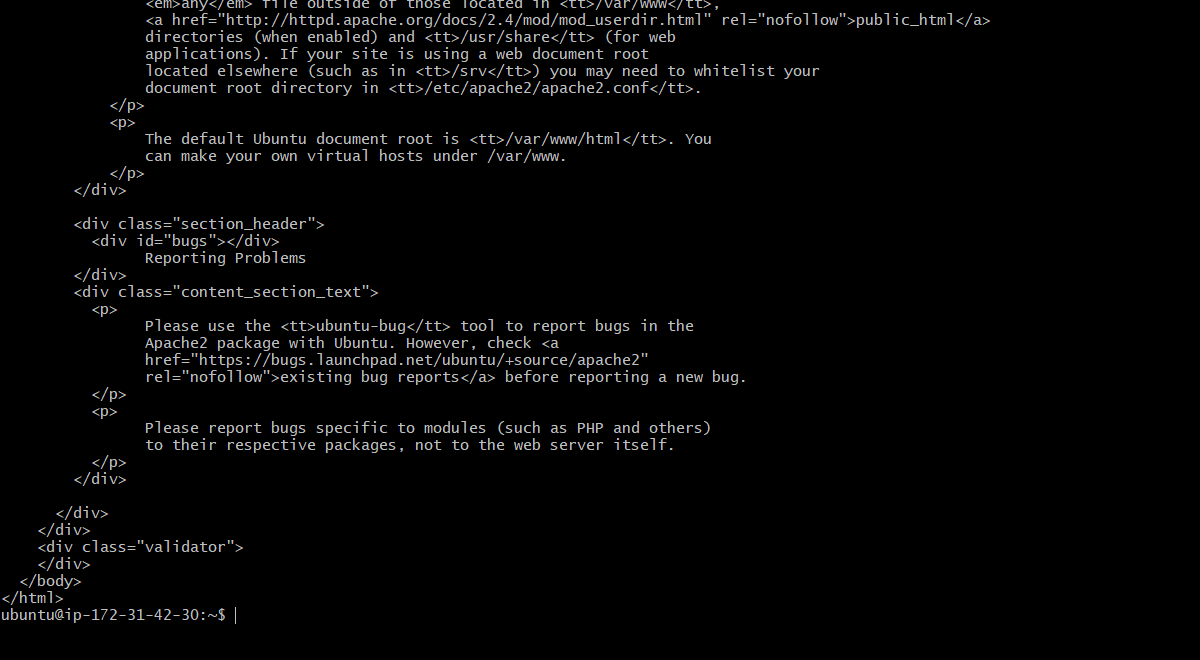 <em>any</em> file outside of those located in <tt>/var/www</tt>,
<a href="http://httpd.apache.org/docs/2.4/mod/mod_userdir.html" rel="nofollow">public_html</a>
directories (when enabled) and <tt>/usr/share</tt> (for web
applications). If your site is using a web document root
located elsewhere (such as in <tt>/srv</tt>) you may need to whitelist your
document root directory in <tt>/etc/apache2/apache2.conf</tt>.
</p>
<p>
The default Ubuntu document root is <tt>/var/www/html</tt>. You
can make your own virtual hosts under /var/www.
</p>
</div>
<div class="section_header">
<div id="bugs"></div>
Reporting Problems
</div>
<div class="content_section_text">
<p>
Please use the <tt>ubuntu-bug</tt> tool to report bugs in the
Apache2 package with Ubuntu. However, check <a
href="https://bugs.launchpad.net/ubuntu/+source/apache2"
rel="nofollow">existing bug reports</a> before reporting a new bug.
</p>
<p>
Please report bugs specific to modules (such as PHP and others)
to their respective packages, not to the web server itself.
</p>
</div>
</div>
</div>
<div class="validator">
</div>
</body>
</html>
ubuntu@ip-172-31-42-30:~$